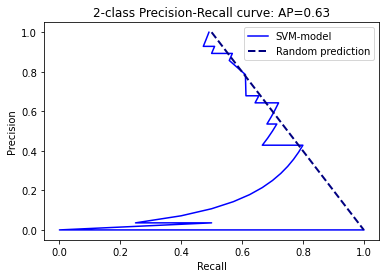 2-class Precision-Recall curve: AP=0.63
SVM-model
Random prediction
1.0
0.8
0.6
0.4
0.2
0.0
Precision
0.0
0.2
0.4
0.6
0.8
1.0
Recall